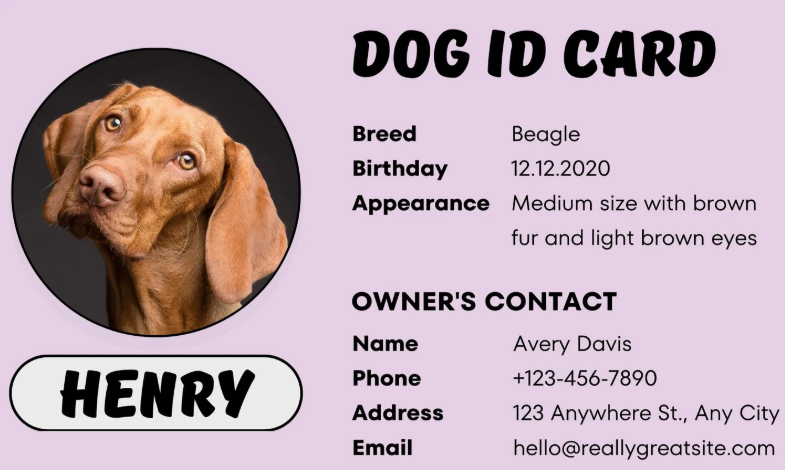 DOG ID CARD
Breed Beagle
Birthday 12.12.2020
Appearance Medium size with brown
fur and light brown eyes
OWNER'S CONTACT
Name Avery Davis
Phone +123-456-7890
Address 123 Anywhere St., Any City
Email hello@reallygreatsite.com
HENRY